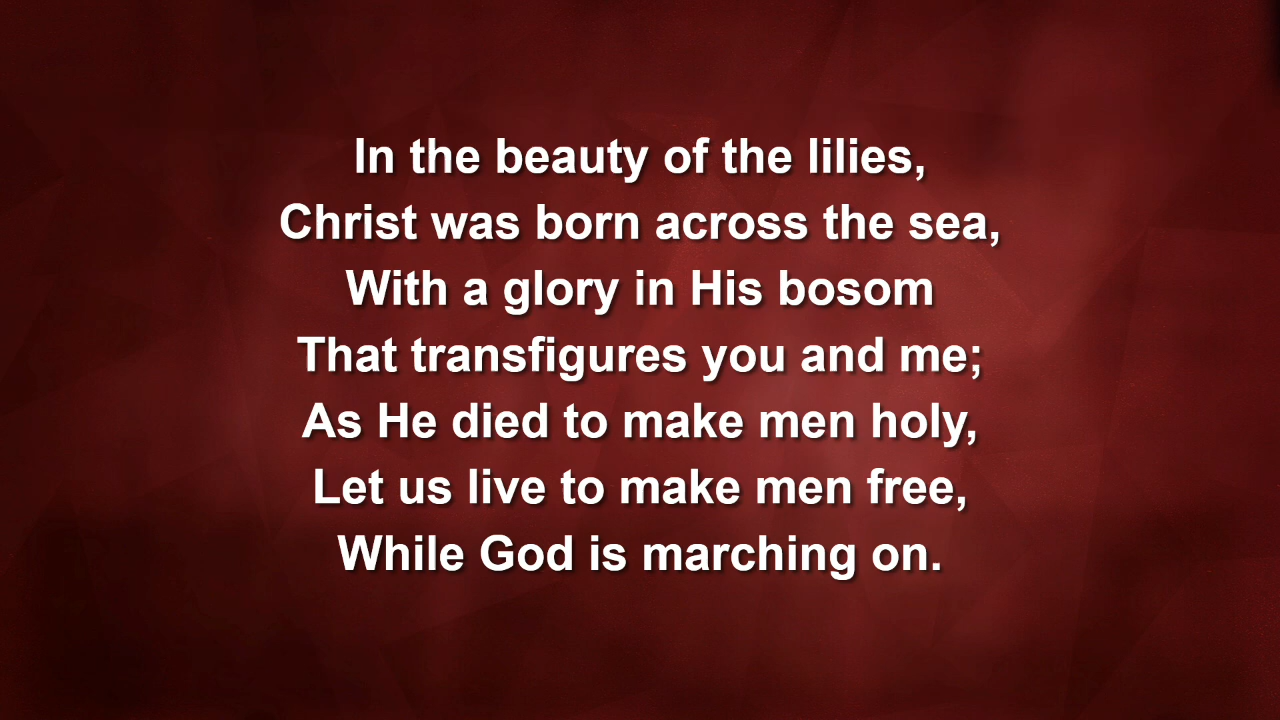 In the beauty of the lilies,
Christ was born across the sea,
With a glory in His bosom
That transfigures you and me;
As He died to make men holy,
Let us live to make men free,
While God is marching on.